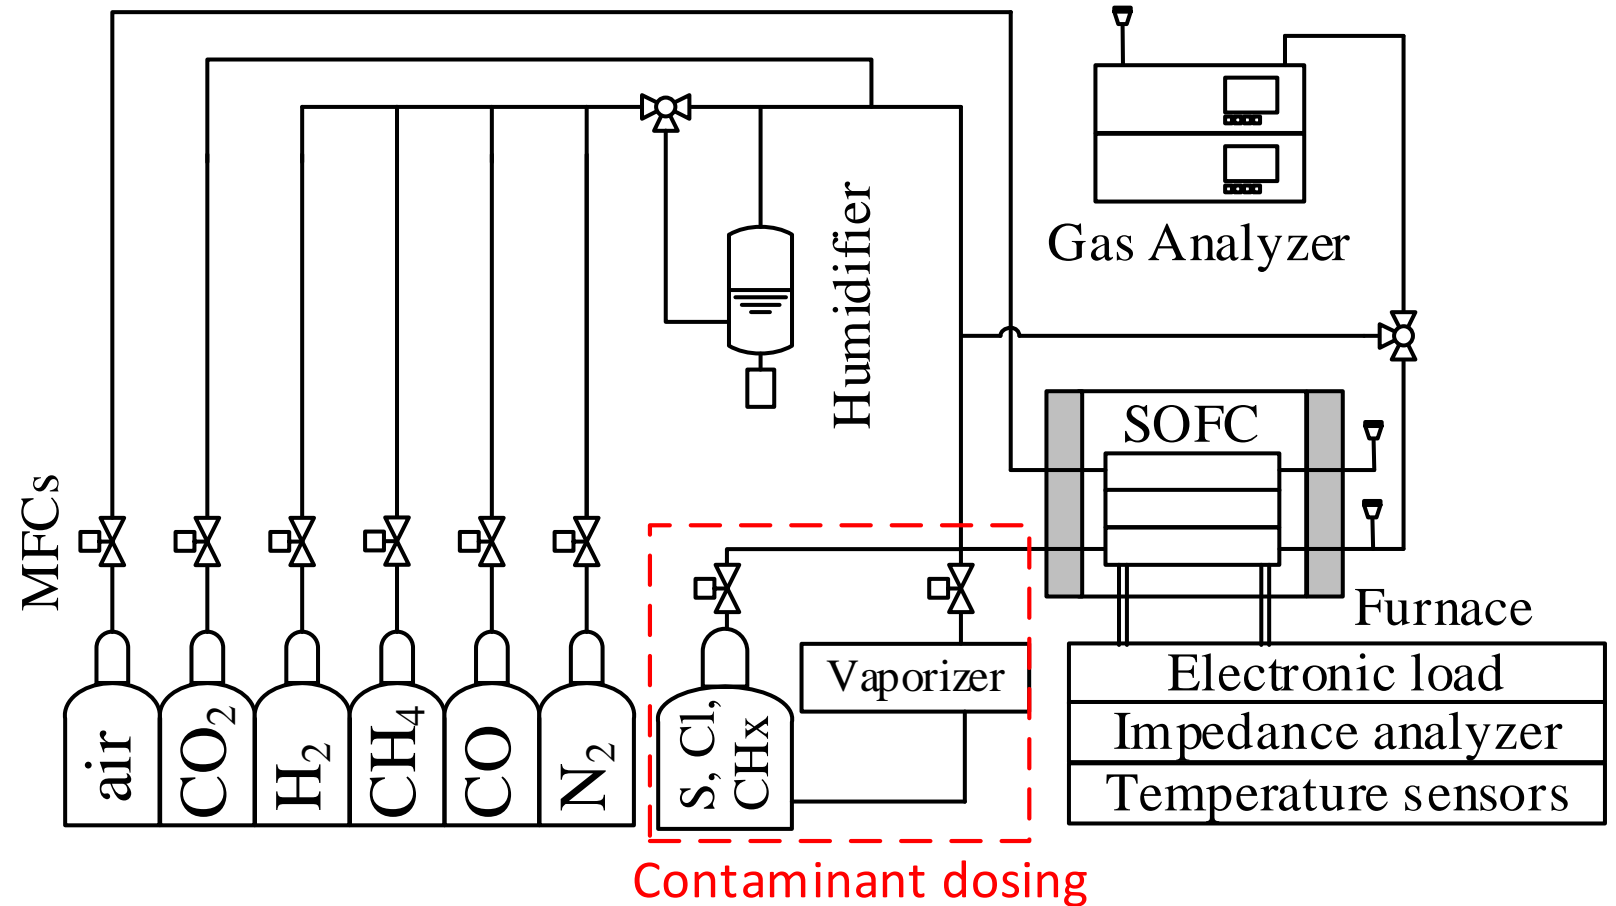 Gas Analyzer
Humidifier
SOFC
MFCs
Furnace
air
CO₂
H₂
CH₄
CO
N₂
S, Cl,
CHx
Vaporizer
Electronic load
Impedance analyzer
Temperature sensors
Contaminant dosing